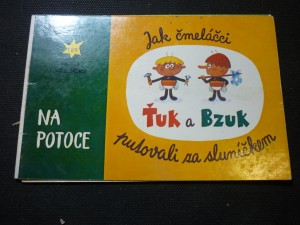 Jak čmeláčci
Ťuk a Bzuk
putovali za sluníčkem
NA
POTOCE